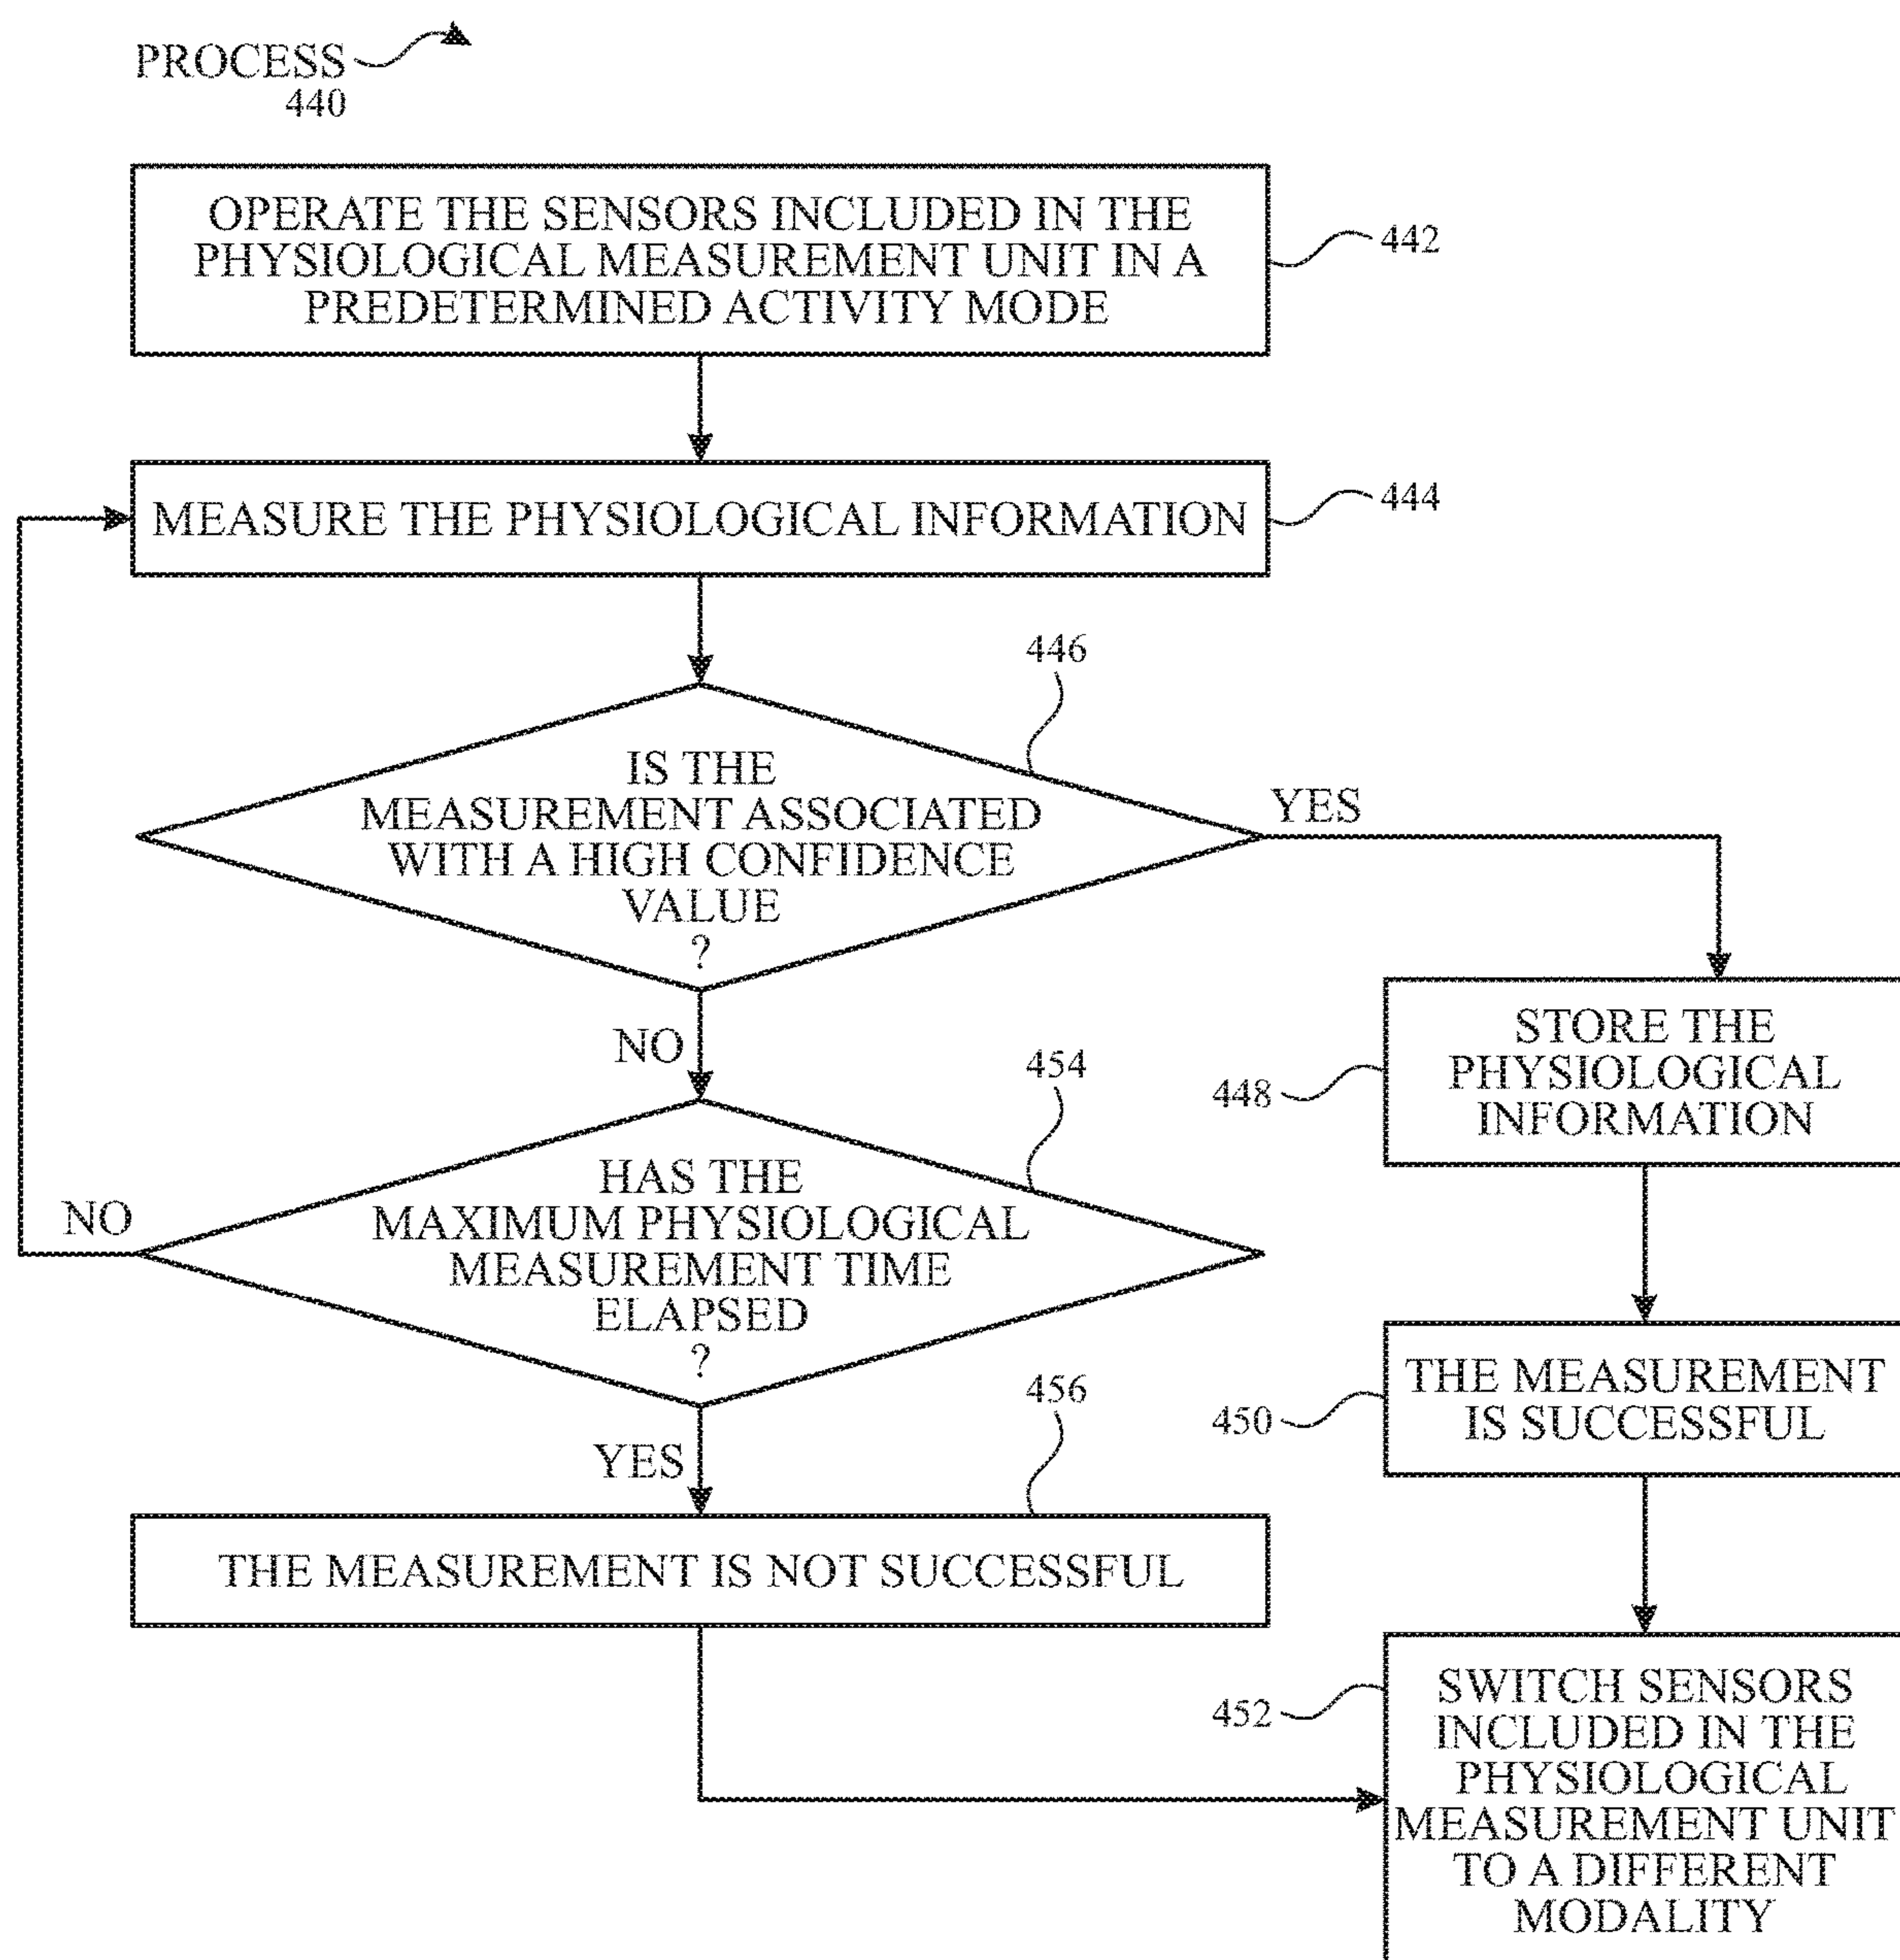 PROCESS
440
OPERATE THE SENSORS INCLUDED IN THE
PHYSIOLOGICAL MEASUREMENT UNIT IN A
PREDETERMINED ACTIVITY MODE
442
MEASURE THE PHYSIOLOGICAL INFORMATION
444
446
IS THE
MEASUREMENT ASSOCIATED
WITH A HIGH CONFIDENCE
VALUE
?
YES
NO
STORE THE
PHYSIOLOGICAL
INFORMATION
448
454
HAS THE
MAXIMUM PHYSIOLOGICAL
MEASUREMENT TIME
ELAPSED
?
NO
YES
THE MEASUREMENT
IS SUCCESSFUL
450
456
THE MEASUREMENT IS NOT SUCCESSFUL
452
SWITCH SENSORS
INCLUDED IN THE
PHYSIOLOGICAL
MEASUREMENT UNIT
TO A DIFFERENT
MODALITY